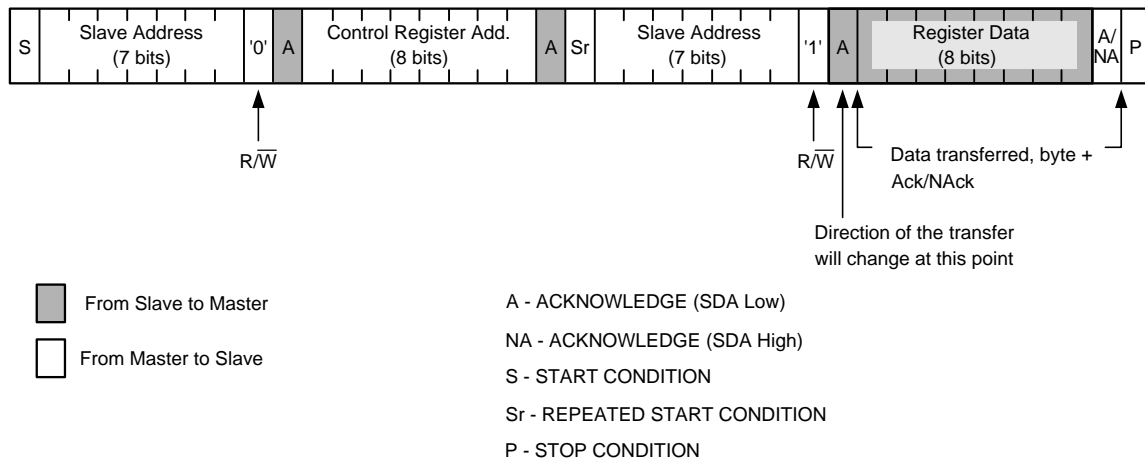 S Slave Address (7 bits) '0' A Control Register Add. (8 bits) A Sr Slave Address (7 bits) '1' A Register Data (8 bits) A/NA P
R/W̅
R/W̅
Data transferred, byte +
Ack/NAck
Direction of the transfer
will change at this point
From Slave to Master
From Master to Slave
A - ACKNOWLEDGE (SDA Low)
NA - ACKNOWLEDGE (SDA High)
S - START CONDITION
Sr - REPEATED START CONDITION
P - STOP CONDITION